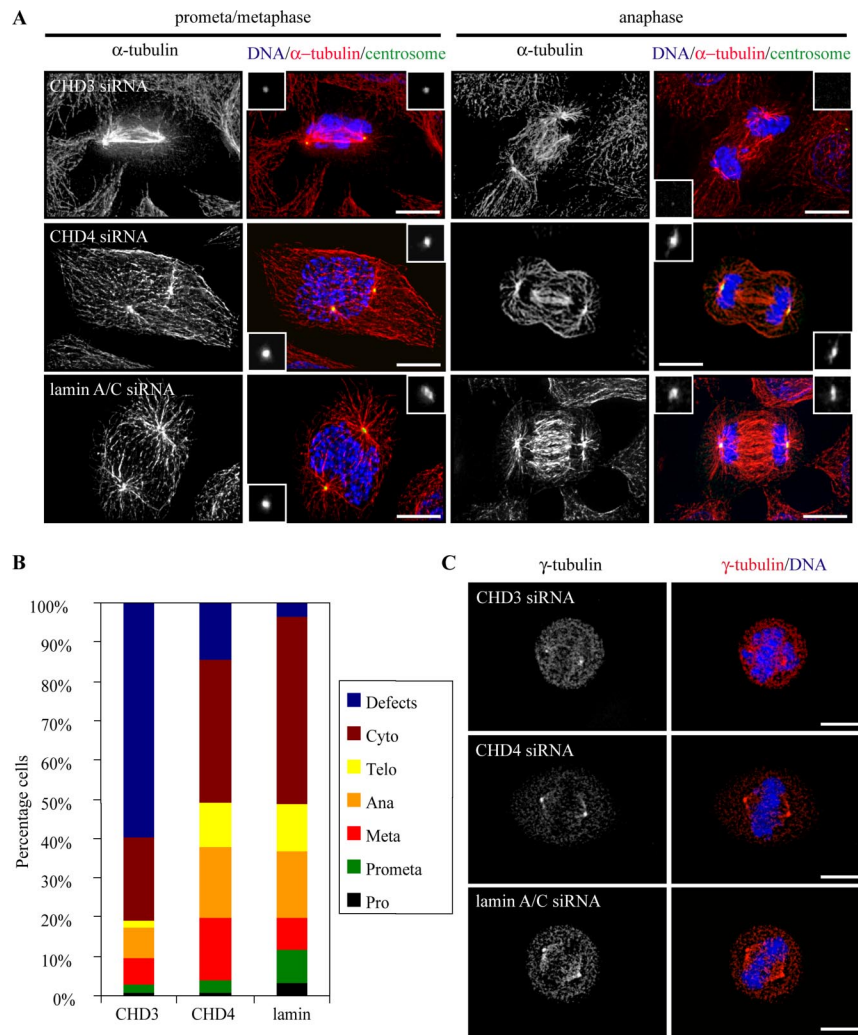 A
prometa/metaphase
anaphase
α-tubulin
DNA/α−tubulin/centrosome
α-tubulin
DNA/α−tubulin/centrosome
CHD3 siRNA
CHD4 siRNA
lamin A/C siRNA
B
100%
90%
80%
70%
60%
50%
40%
30%
20%
10%
0%
Percentage cells
CHD3
CHD4
lamin
Defects
Cyto
Telo
Ana
Meta
Prometa
Pro
C
γ-tubulin
γ-tubulin/DNA
CHD3 siRNA
CHD4 siRNA
lamin A/C siRNA